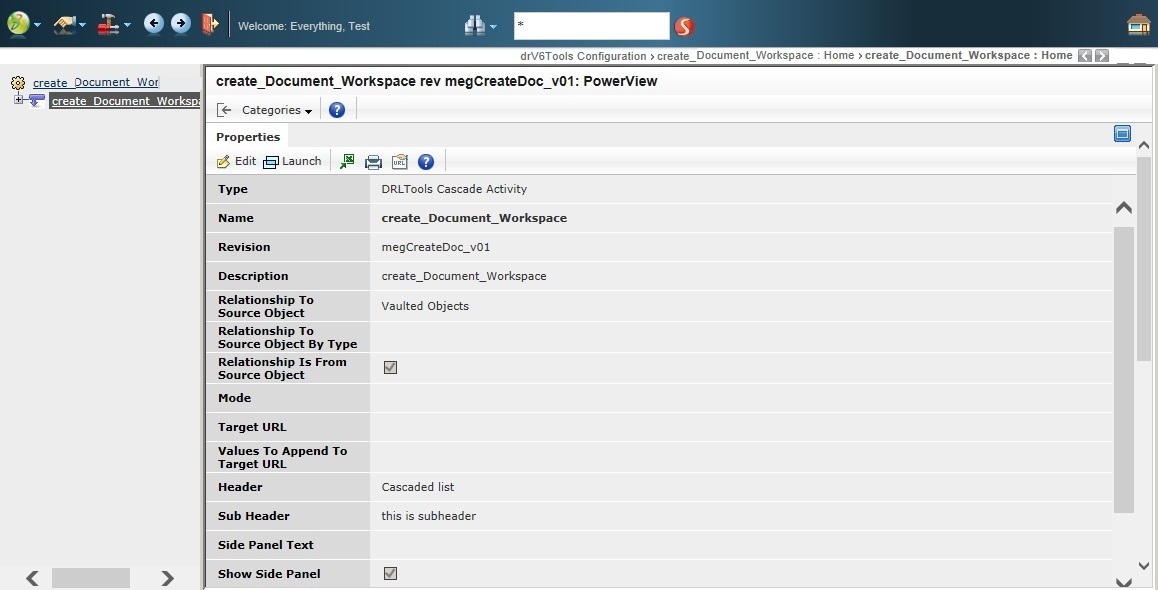 Welcome: Everything, Test
*
drV6Tools Configuration > create_Document_Workspace : Home > create_Document_Workspace : Home
create_Document_Wor
create_Document_Workspa
create_Document_Workspace rev megCreateDoc_v01: PowerView
Categories
Properties
Edit Launch
Type DRLTools Cascade Activity
Name create_Document_Workspace
Revision megCreateDoc_v01
Description create_Document_Workspace
Relationship To
Source Object Vaulted Objects
Relationship To
Source Object By Type
Relationship Is From
Source Object
Mode
Target URL
Values To Append To
Target URL
Header Cascaded list
Sub Header this is subheader
Side Panel Text
Show Side Panel